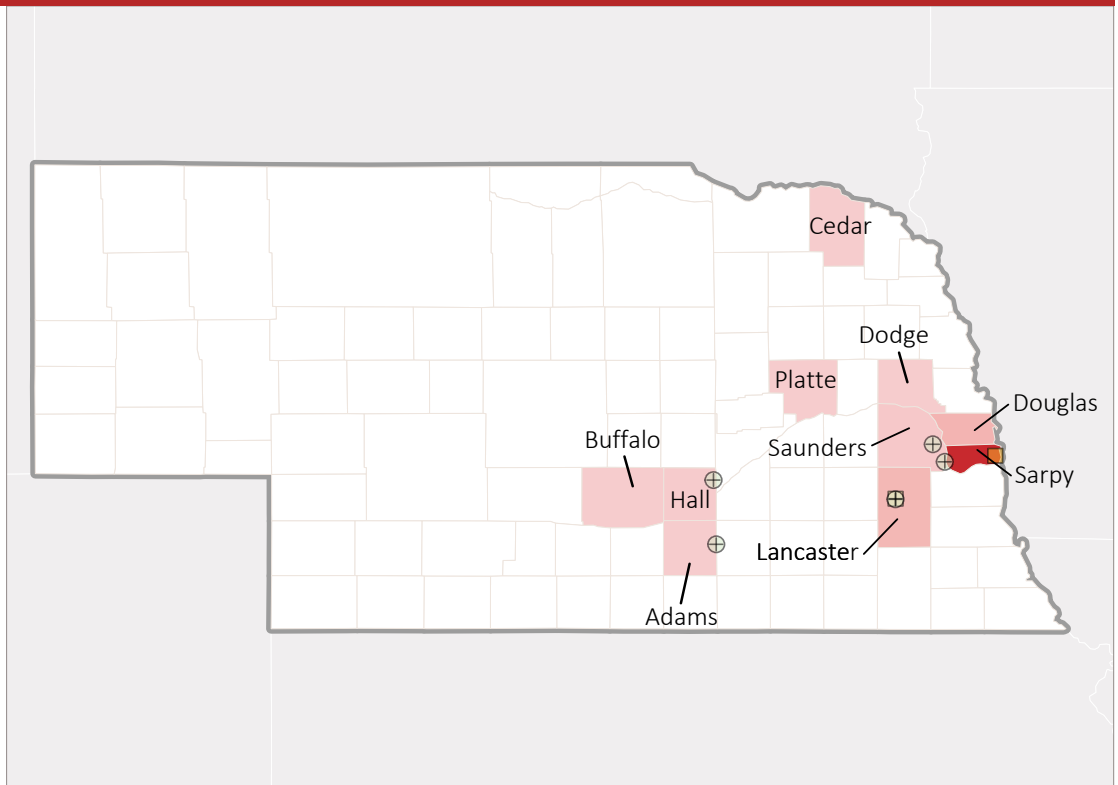 Cedar
Dodge
Platte
Douglas
Buffalo
Saunders
Sarpy
Hall
Lancaster
Adams